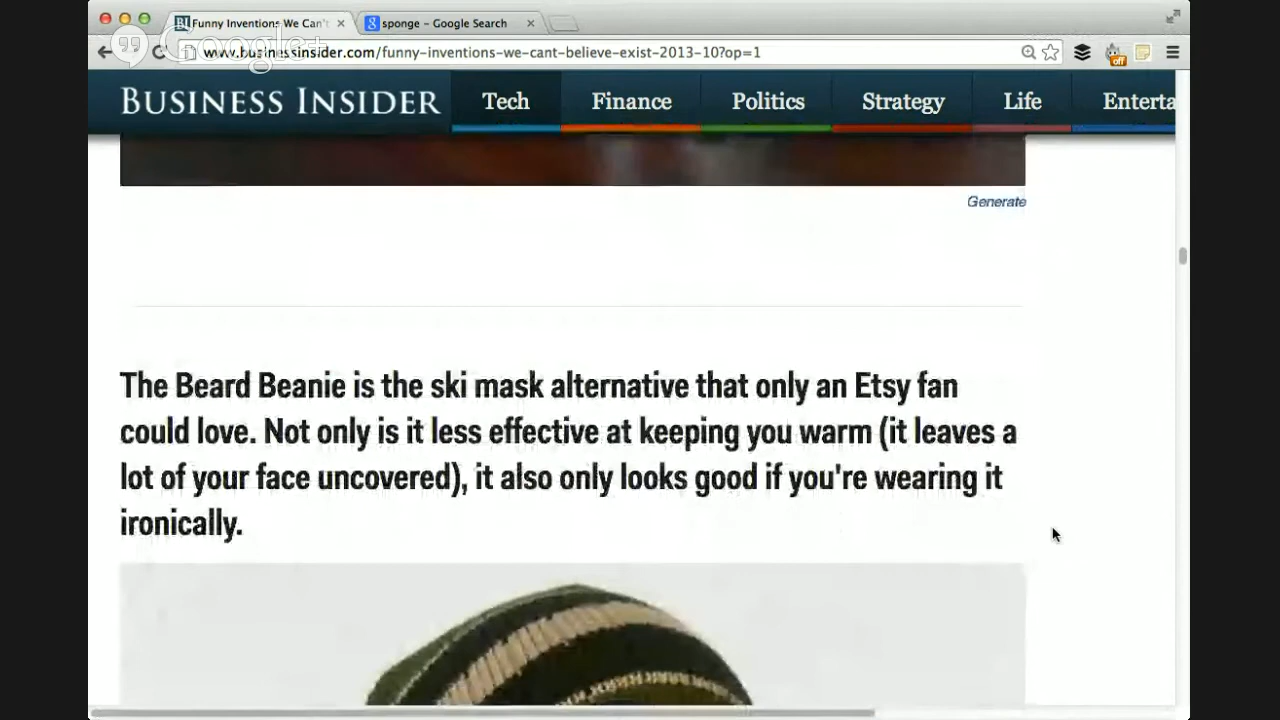 Funny Inventions We Can't
sponge - Google Search
Google+
www.businessinsider.com/funny-inventions-we-cant-believe-exist-2013-10?op=1
off
BUSINESS INSIDER
Tech
Finance
Politics
Strategy
Life
Enterta
Generate
The Beard Beanie is the ski mask alternative that only an Etsy fan
could love. Not only is it less effective at keeping you warm (it leaves a
lot of your face uncovered), it also only looks good if you're wearing it
ironically.